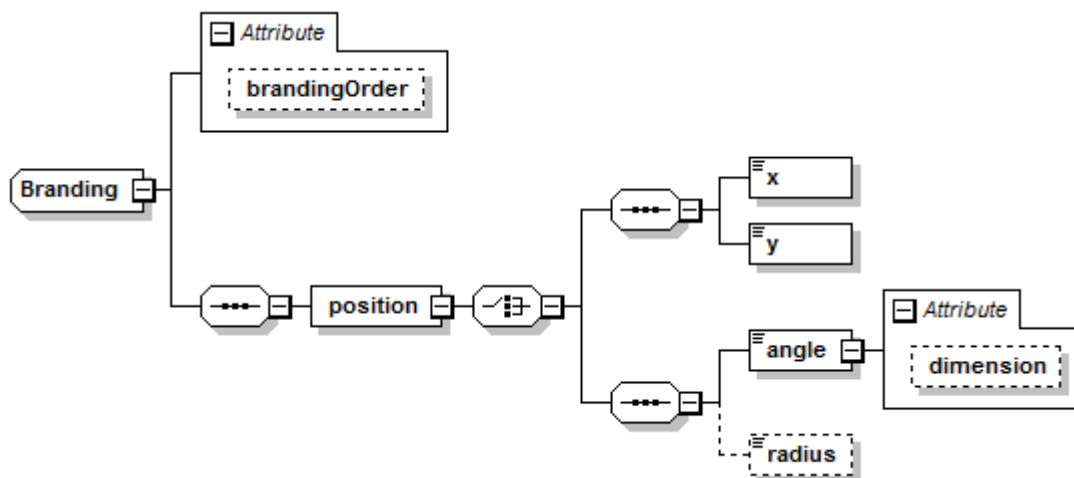 Attribute
brandingOrder
Branding
x
y
position
Attribute
angle
dimension
radius